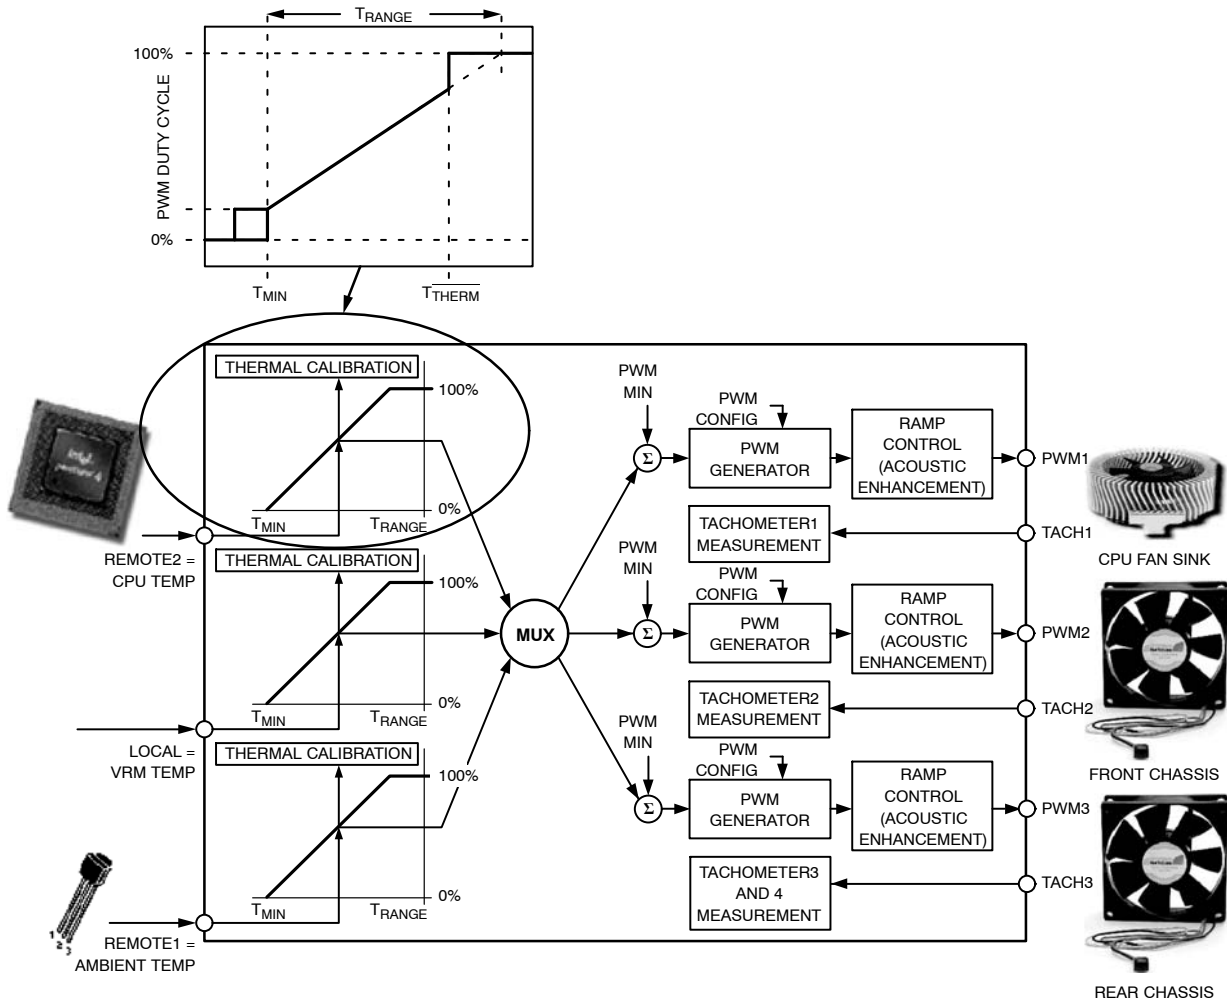 TRANGE
100%
PWM DUTY CYCLE
0%
TMIN
TTHERM
THERMAL CALIBRATION
100%
0%
TMIN
TRANGE
REMOTE2 =
CPU TEMP
THERMAL CALIBRATION
100%
0%
TMIN
TRANGE
LOCAL =
VRM TEMP
THERMAL CALIBRATION
100%
0%
TMIN
TRANGE
REMOTE1 =
AMBIENT TEMP
1
2
3
MUX
PWM
MIN
Σ
PWM
CONFIG
PWM
GENERATOR
RAMP
CONTROL
(ACOUSTIC
ENHANCEMENT)
PWM1
TACHOMETER1
MEASUREMENT
TACH1
CPU FAN SINK
PWM
MIN
Σ
PWM
CONFIG
PWM
GENERATOR
RAMP
CONTROL
(ACOUSTIC
ENHANCEMENT)
PWM2
TACHOMETER2
MEASUREMENT
TACH2
FRONT CHASSIS
PWM
MIN
Σ
PWM
CONFIG
PWM
GENERATOR
RAMP
CONTROL
(ACOUSTIC
ENHANCEMENT)
PWM3
TACHOMETER3
AND 4
MEASUREMENT
TACH3
REAR CHASSIS